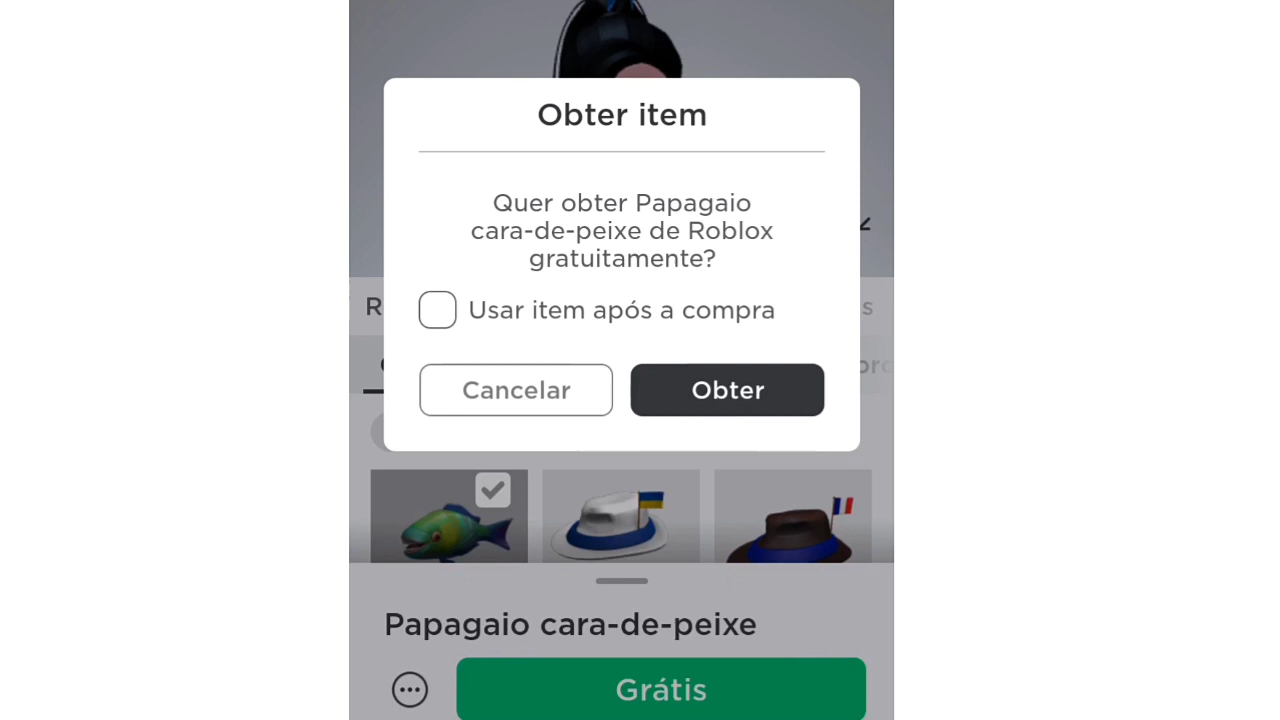 Obter item
Quer obter Papagaio
cara-de-peixe de Roblox
gratuitamente?
Usar item após a compra
Cancelar
Obter
Papagaio cara-de-peixe
Grátis